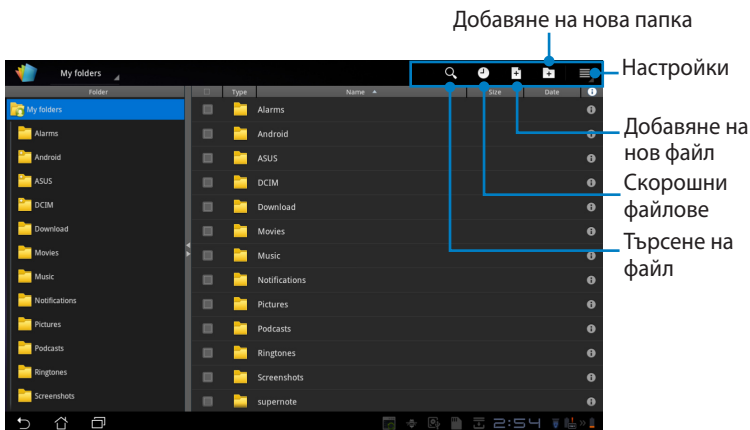 Добавяне на нова папка
My folders
Настройки
Folder
Type Name Size Date
My folders
Alarms
Android
ASUS
DCIM
Download
Movies
Music
Notifications
Pictures
Podcasts
Ringtones
Screenshots
Alarms
Android
ASUS
DCIM
Download
Movies
Music
Notifications
Pictures
Podcasts
Ringtones
Screenshots
supernote
Добавяне на
нов файл
Скорошни
файлове
Търсене на
файл
2:54